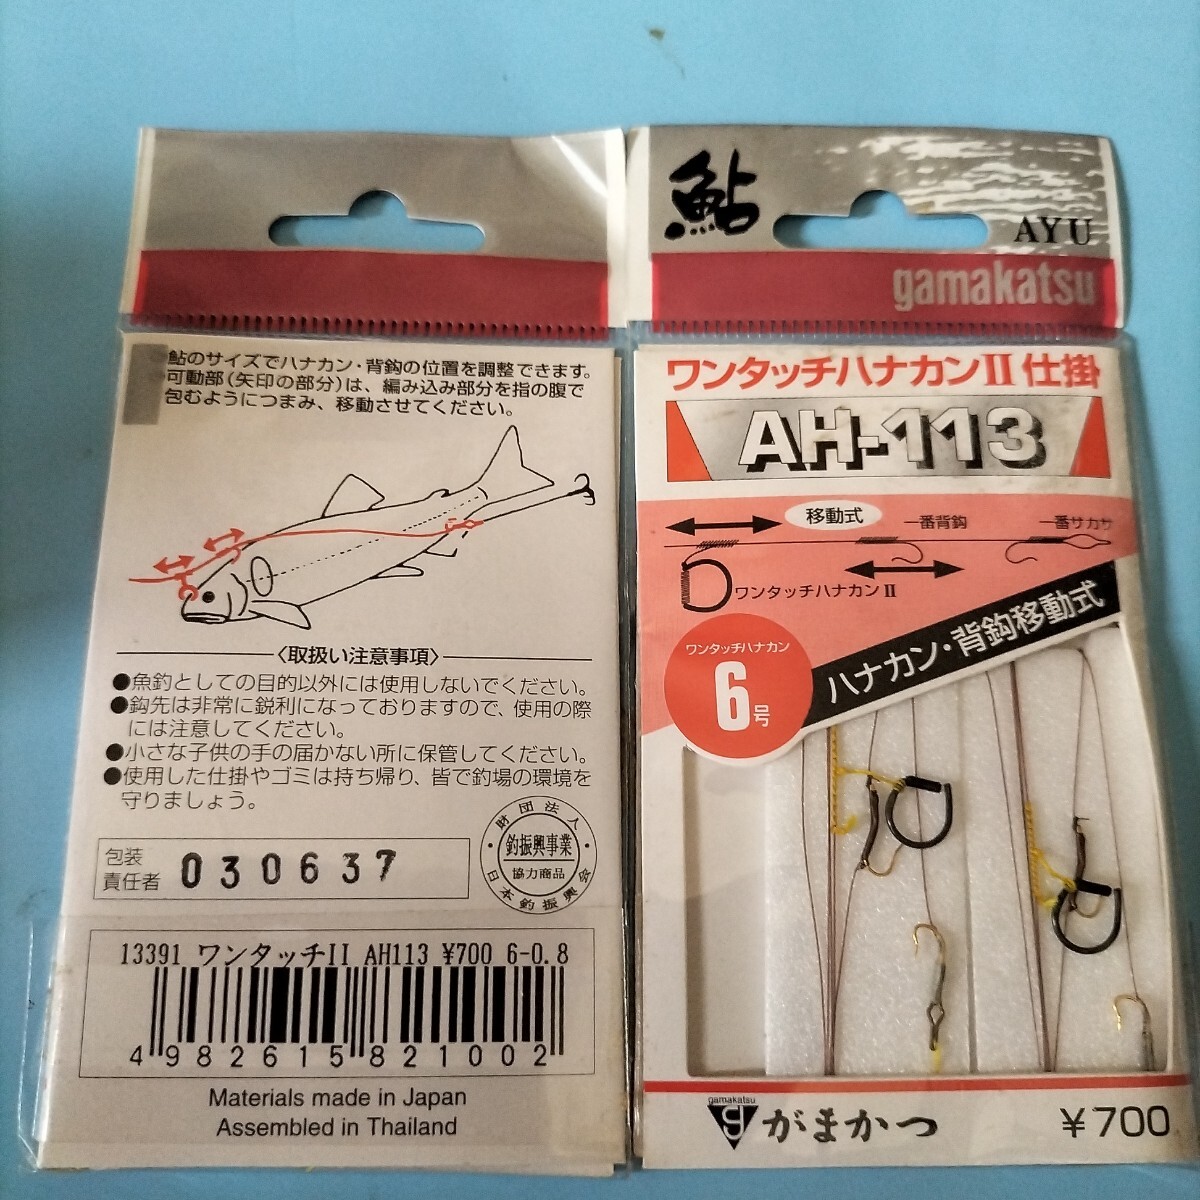 鮎のサイズでハナカン・背鈎の位置を調整できます。
可動部(矢印の部分)は、編み込み部分を指の腹で
包むようにつまみ、移動させてください。
〈取扱い注意事項〉
●魚釣としての目的以外には使用しないでください。
●鈎先は非常に鋭利になっておりますので、使用の際
には注意してください。
●小さな子供の手の届かない所に保管してください。
●使用した仕掛やゴミは持ち帰り、皆で釣場の環境を
守りましょう。
包装
責任者
030637
財団法人
釣振興事業
協力商品
日本釣振興会
13391 ワンタッチII AH113 ¥700 6-0.8
4982615821002
Materials made in Japan
Assembled in Thailand
鮎
AYU
gamakatsu
ワンタッチハナカンII仕掛
AH-113
移動式
一番背鈎
一番サカサ
ワンタッチハナカンII
ハナカン・背鈎移動式
ワンタッチハナカン
6号
gamakatsu
g
がまかつ
¥700